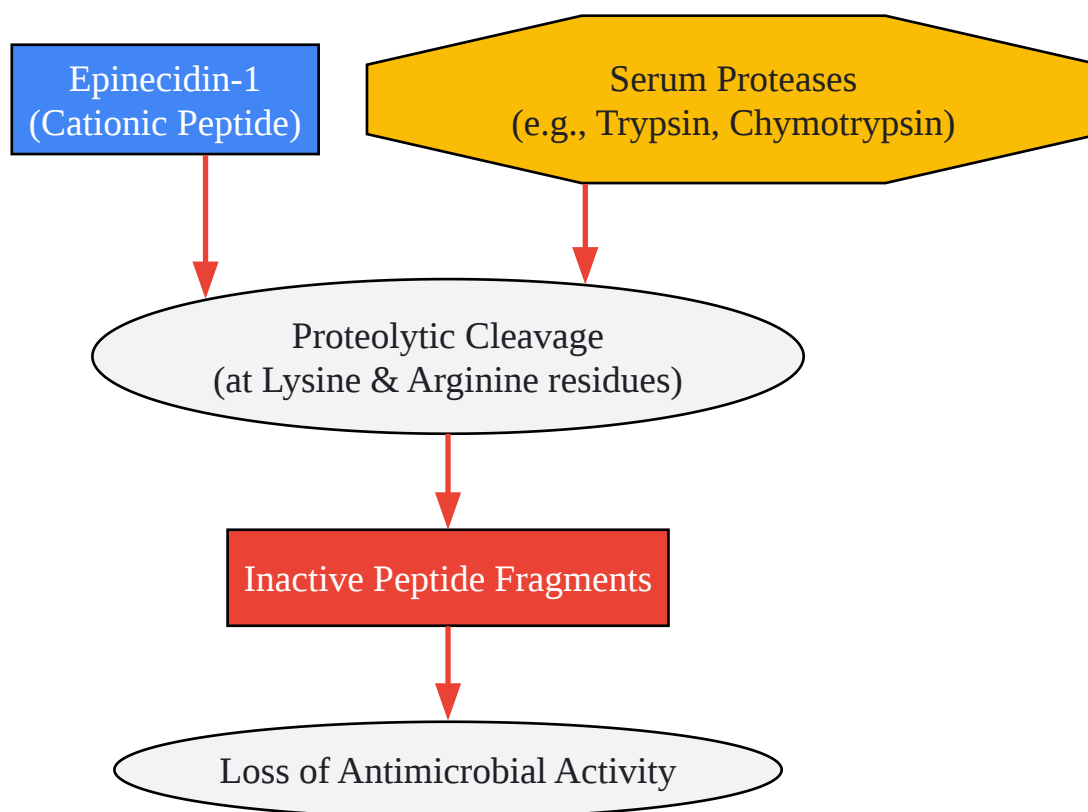 Epinecidin-1
(Cationic Peptide)
Serum Proteases
(e.g., Trypsin, Chymotrypsin)
Proteolytic Cleavage
(at Lysine & Arginine residues)
Inactive Peptide Fragments
Loss of Antimicrobial Activity